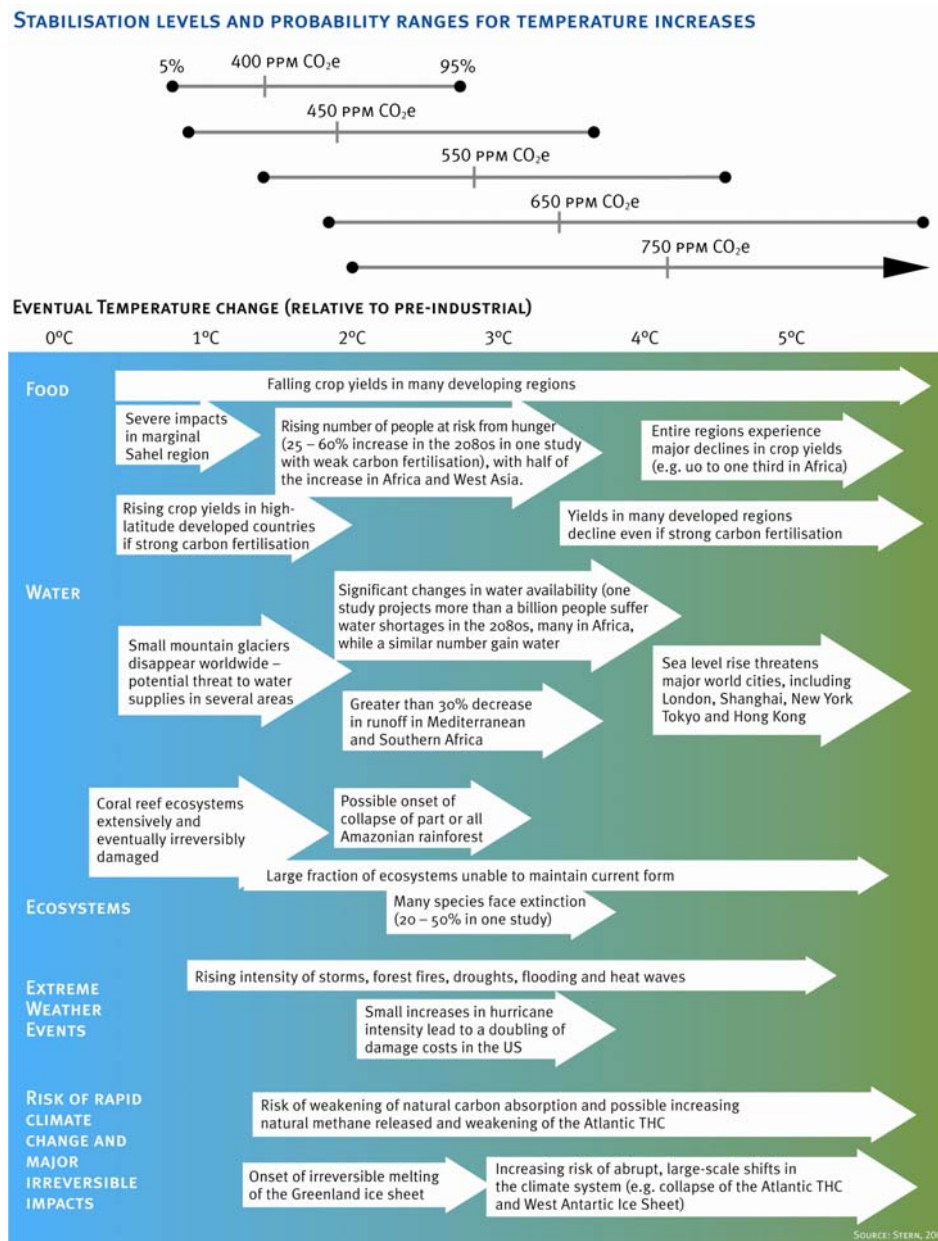 STABILISATION LEVELS AND PROBABILITY RANGES FOR TEMPERATURE INCREASES
5%
400 PPM CO₂e
95%
450 PPM CO₂e
550 PPM CO₂e
650 PPM CO₂e
750 PPM CO₂e
EVENTUAL TEMPERATURE CHANGE (RELATIVE TO PRE-INDUSTRIAL)
0°C 1°C 2°C 3°C 4°C 5°C
FOOD
Falling crop yields in many developing regions
Severe impacts
in marginal
Sahel region
Rising number of people at risk from hunger
(25 – 60% increase in the 2080s in one study
with weak carbon fertilisation), with half of
the increase in Africa and West Asia.
Entire regions experience
major declines in crop yields
(e.g. uo to one third in Africa)
Rising crop yields in high-
latitude developed countries
if strong carbon fertilisation
Yields in many developed regions
decline even if strong carbon fertilisation
WATER
Significant changes in water availability (one
study projects more than a billion people suffer
water shortages in the 2080s, many in Africa,
while a similar number gain water
Small mountain glaciers
disappear worldwide –
potential threat to water
supplies in several areas
Sea level rise threatens
major world cities, including
London, Shanghai, New York
Tokyo and Hong Kong
Greater than 30% decrease
in runoff in Mediterranean
and Southern Africa
Coral reef ecosystems
extensively and
eventually irreversibly
damaged
Possible onset of
collapse of part or all
Amazonian rainforest
Large fraction of ecosystems unable to maintain current form
ECOSYSTEMS
Many species face extinction
(20 – 50% in one study)
Rising intensity of storms, forest fires, droughts, flooding and heat waves
EXTREME
WEATHER
EVENTS
Small increases in hurricane
intensity lead to a doubling of
damage costs in the US
RISK OF RAPID
CLIMATE
CHANGE AND
MAJOR
IRREVERSIBLE
IMPACTS
Risk of weakening of natural carbon absorption and possible increasing
natural methane released and weakening of the Atlantic THC
Onset of irreversible melting
of the Greenland ice sheet
Increasing risk of abrupt, large-scale shifts in
the climate system (e.g. collapse of the Atlantic THC
and West Antartic Ice Sheet)
SOURCE: STERN,